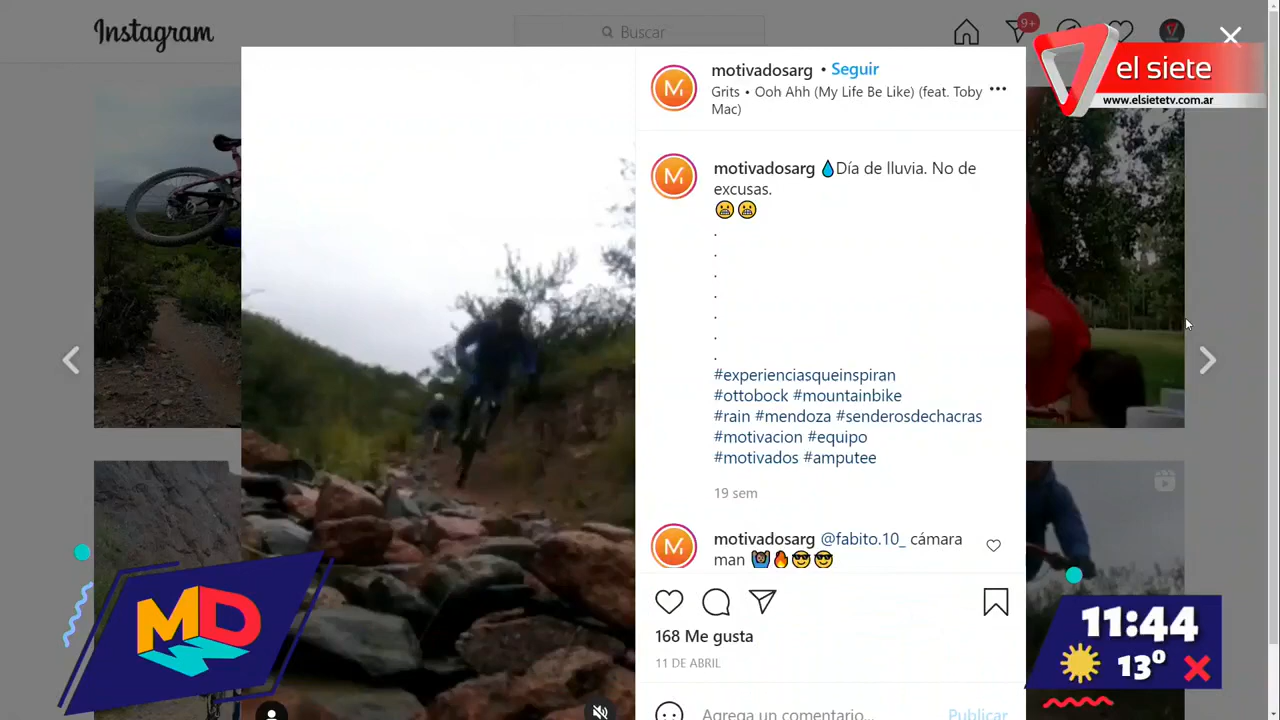 Instagram
Buscar
9+
el siete
www.elsietetv.com.ar
motivadosarg • Seguir
Grits • Ooh Ahh (My Life Be Like) (feat. Toby
Mac)
motivadosarg 💧Día de lluvia. No de
excusas.
😬😬
.
.
.
.
.
.
.
#experienciasqueinspiran
#ottobock #mountainbike
#rain #mendoza #senderosdechacras
#motivacion #equipo
#motivados #amputee
19 sem
motivadosarg @fabito.10_ cámara
man 🙌🏽🔥😎😎
168 Me gusta
11 DE ABRIL
Agrega un comentario...
Publicar
MD
11:44
13º